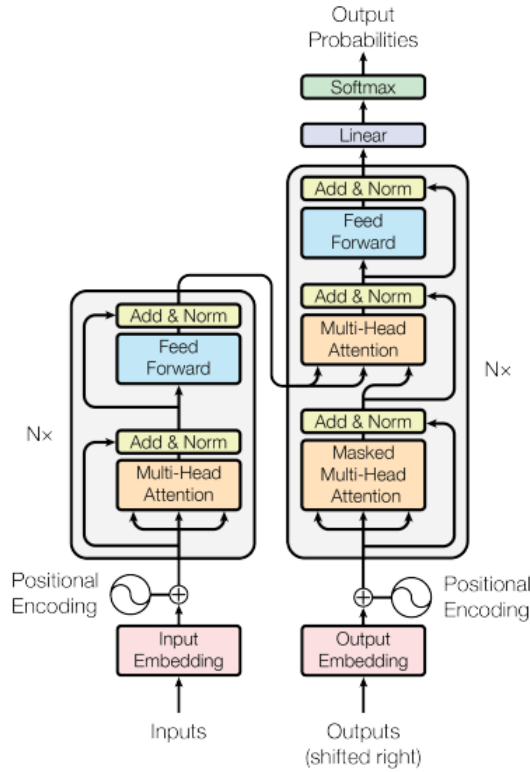 Output
Probabilities
Softmax
Linear
Add & Norm
Feed
Forward
Add & Norm
Multi-Head
Attention
Add & Norm
Masked
Multi-Head
Attention
N×
Add & Norm
Feed
Forward
Add & Norm
Multi-Head
Attention
N×
Positional
Encoding
Positional
Encoding
Input
Embedding
Output
Embedding
Inputs
Outputs
(shifted right)